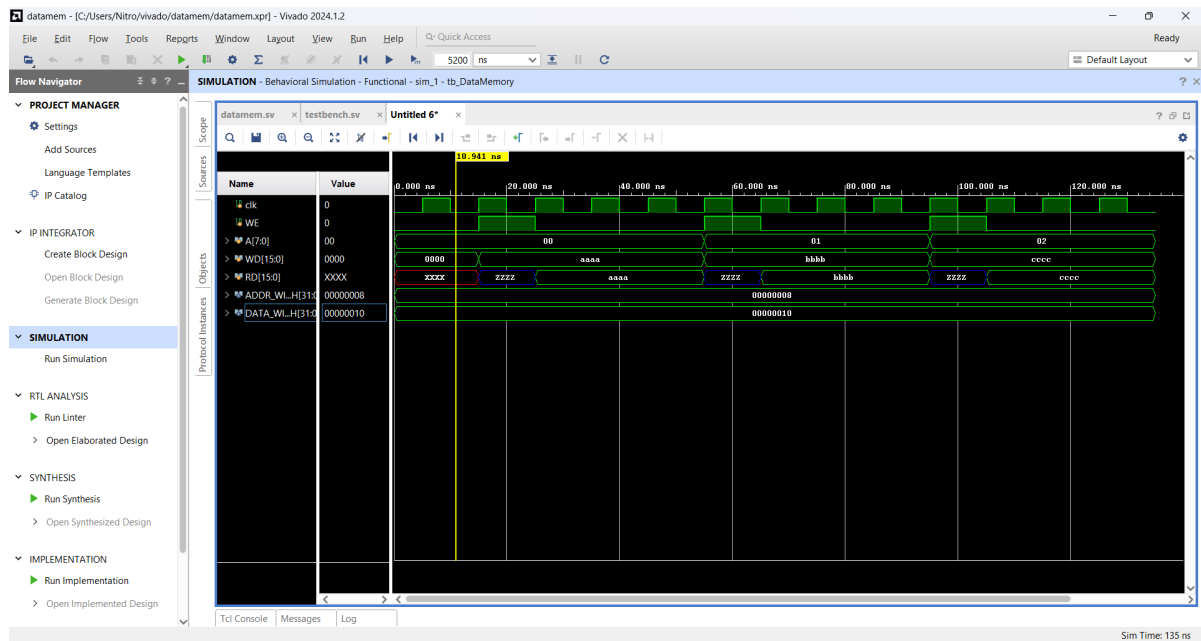 datamem - [C:/Users/Nitro/vivado/datamem/datamem.xpr] - Vivado 2024.1.2
File Edit Flow Tools Reports Window Layout View Run Help Quick Access
Ready
5200 ns
Default Layout
Flow Navigator
SIMULATION - Behavioral Simulation - Functional - sim_1 - tb_DataMemory
PROJECT MANAGER
Settings
Add Sources
Language Templates
IP Catalog
IP INTEGRATOR
Create Block Design
Open Block Design
Generate Block Design
SIMULATION
Run Simulation
RTL ANALYSIS
Run Linter
Open Elaborated Design
SYNTHESIS
Run Synthesis
Open Synthesized Design
IMPLEMENTATION
Run Implementation
Open Implemented Design
Scope
Sources
Objects
Protocol Instances
datamem.sv testbench.sv Untitled 6*
10.941 ns
Name Value 0.000 ns 20.000 ns 40.000 ns 60.000 ns 80.000 ns 100.000 ns 120.000 ns
clk 0
WE 0
A[7:0] 00 00 01 02
WD[15:0] 0000 0000 aaaa bbbb cccc
RD[15:0] XXXX XXXX ZZZZ aaaa ZZZZ bbbb ZZZZ cccc
ADDR_WI...H[31:0 00000008 00000008
DATA_WI...H[31:0 00000010 00000010
Tcl Console Messages Log
Sim Time: 135 ns